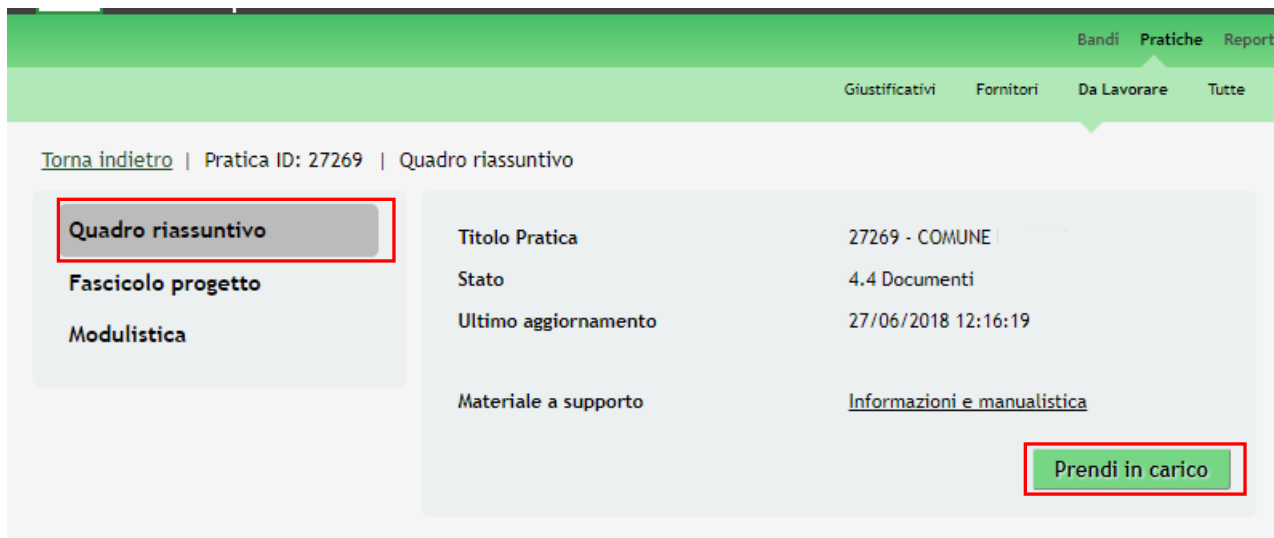 Bandi Pratiche Report
Giustificativi Fornitori Da Lavorare Tutte
Torna indietro | Pratica ID: 27269 | Quadro riassuntivo
Quadro riassuntivo
Fascicolo progetto
Modulistica
Titolo Pratica 27269 - COMUNE
Stato 4.4 Documenti
Ultimo aggiornamento 27/06/2018 12:16:19
Materiale a supporto Informazioni e manualistica
Prendi in carico